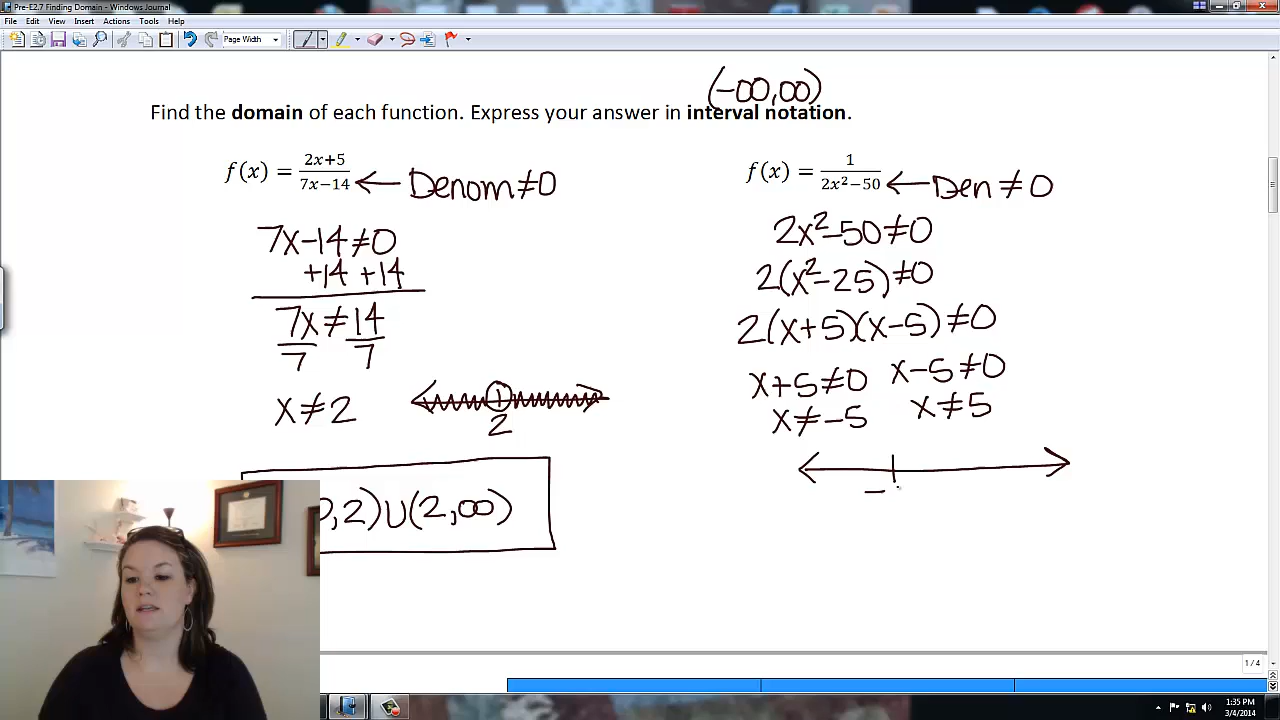 Pre-E2.7 Finding Domain - Windows Journal
File Edit View Insert Actions Tools Help
Page Width
(-∞,∞)
Find the domain of each function. Express your answer in interval notation.
f(x) = (2x+5)/(7x−14) ← Denom≠0
7x-14≠0
+14 +14
7x≠14
7 7
x≠2
2
,2)∪(2,∞)
f(x) = 1/(2x²−50) ← Den≠0
2x²-50≠0
2(x²-25)≠0
2(x+5)(x-5)≠0
x+5≠0 x-5≠0
x≠-5 x≠5
-
1/4
1:35 PM
3/4/2014